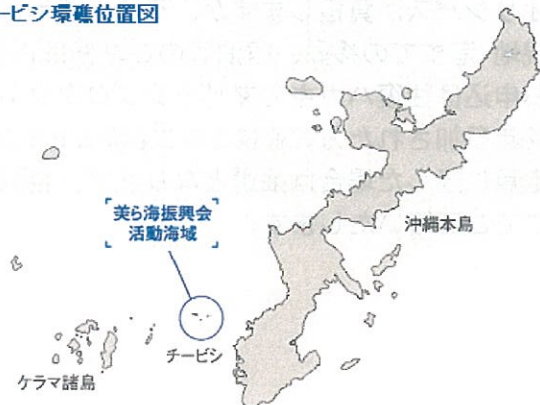 ービシ環礁位置図
美ら海振興会
活動海域
沖縄本島
チービシ
ケラマ諸島